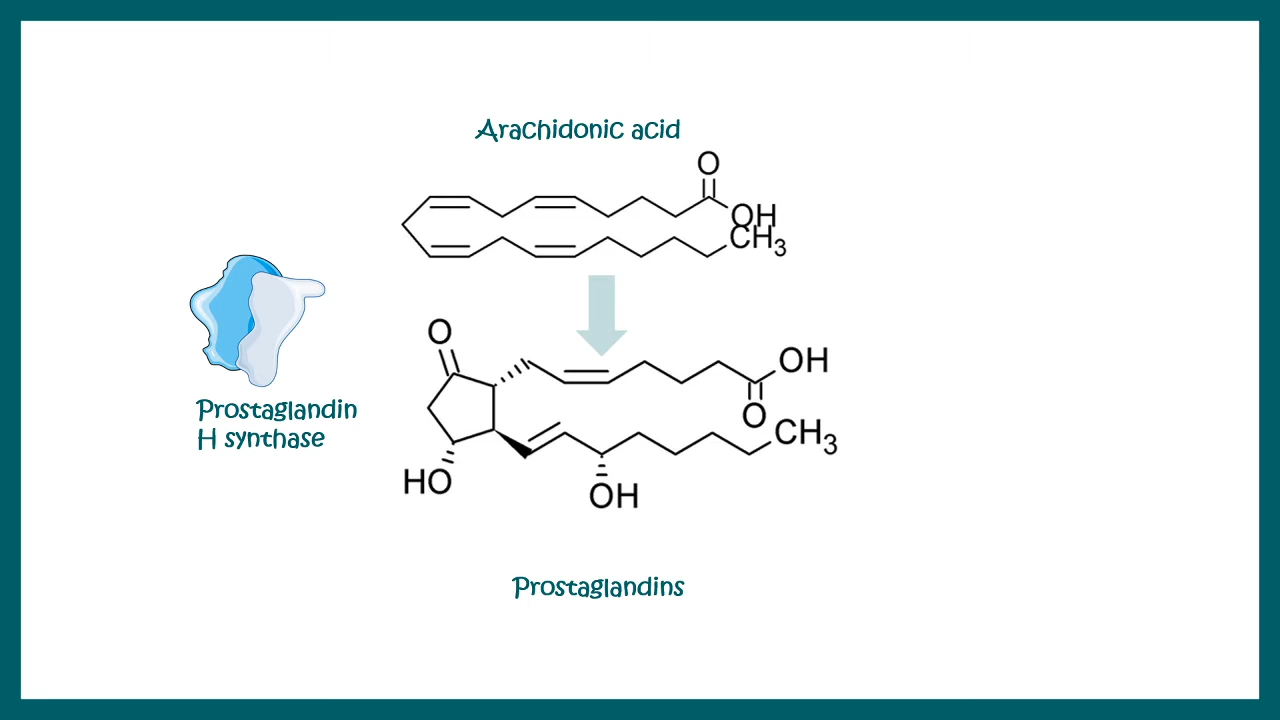 Arachidonic acid
O
OH
CH3
O
OH
O
CH3
HO
OH
Prostaglandin
H synthase
Prostaglandins